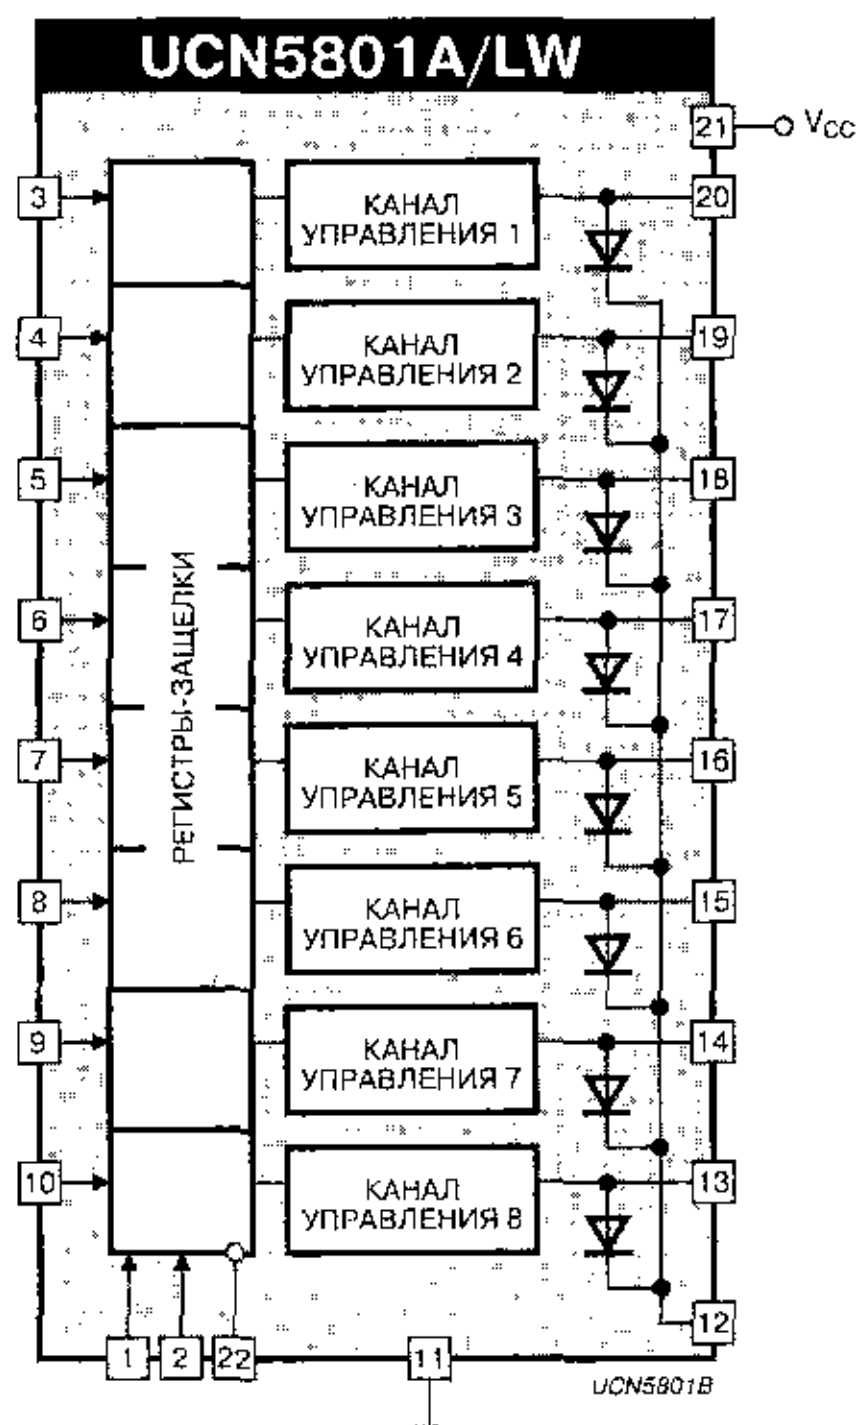 UCN5801A/LW
21 VCC
3 КАНАЛ УПРАВЛЕНИЯ 1 20
4 КАНАЛ УПРАВЛЕНИЯ 2 19
5 КАНАЛ УПРАВЛЕНИЯ 3 18
6 КАНАЛ УПРАВЛЕНИЯ 4 17
РЕГИСТРЫ-ЗАЩЕЛКИ
7 КАНАЛ УПРАВЛЕНИЯ 5 16
8 КАНАЛ УПРАВЛЕНИЯ 6 15
9 КАНАЛ УПРАВЛЕНИЯ 7 14
10 КАНАЛ УПРАВЛЕНИЯ 8 13
12
1 2 22 11
UCN5801B